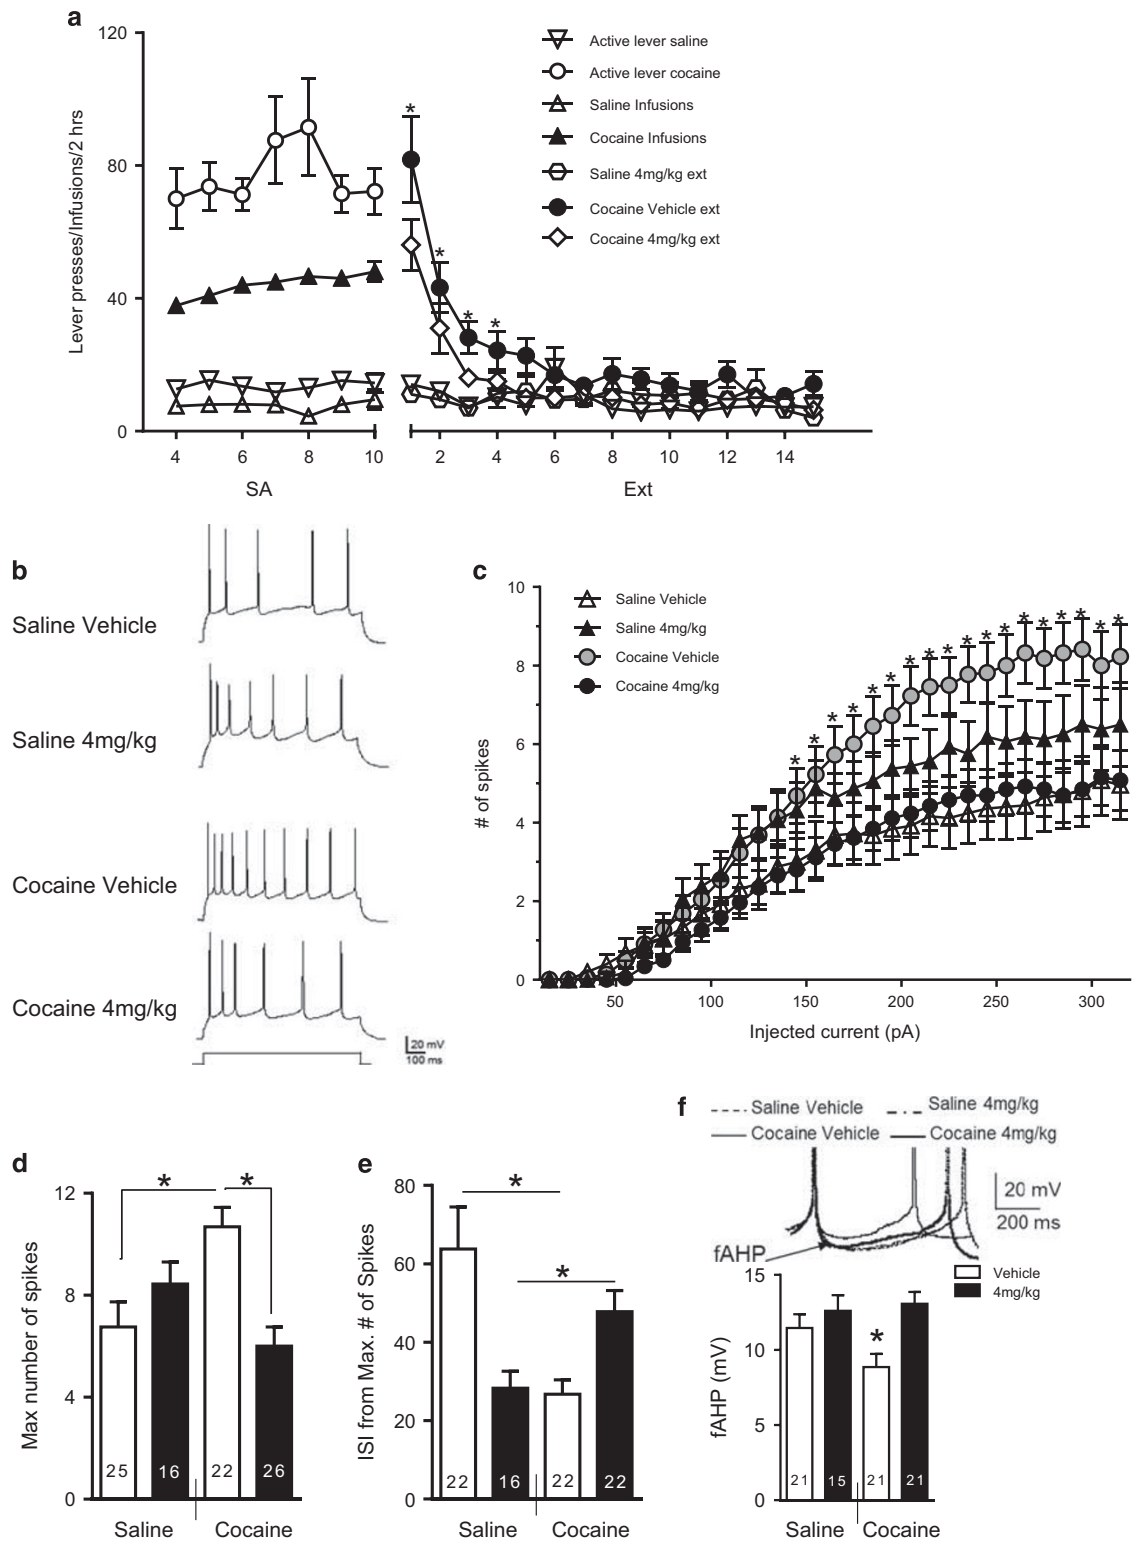 a
120
80
40
0
Lever presses/Infusions/2 hrs
Active lever saline
Active lever cocaine
Saline Infusions
Cocaine Infusions
Saline 4mg/kg ext
Cocaine Vehicle ext
Cocaine 4mg/kg ext
*
*
*
*
4 6 8 10 2 4 6 8 10 12 14
SA Ext
b
Saline Vehicle
Saline 4mg/kg
Cocaine Vehicle
Cocaine 4mg/kg
20 mV
100 ms
c
10
8
6
4
2
0
# of spikes
Saline Vehicle
Saline 4mg/kg
Cocaine Vehicle
Cocaine 4mg/kg
* * * * * * * * * * * * * * * * * *
50 100 150 200 250 300
Injected current (pA)
d
12
8
4
0
Max number of spikes
* *
25 16 22 26
Saline Cocaine
e
80
60
40
20
0
ISI from Max. # of Spikes
*
*
22 16 22 22
Saline Cocaine
f
Saline Vehicle Saline 4mg/kg
Cocaine Vehicle Cocaine 4mg/kg
20 mV
200 ms
fAHP
Vehicle
4mg/kg
15
10
5
0
fAHP (mV)
*
21 15 21 21
Saline Cocaine